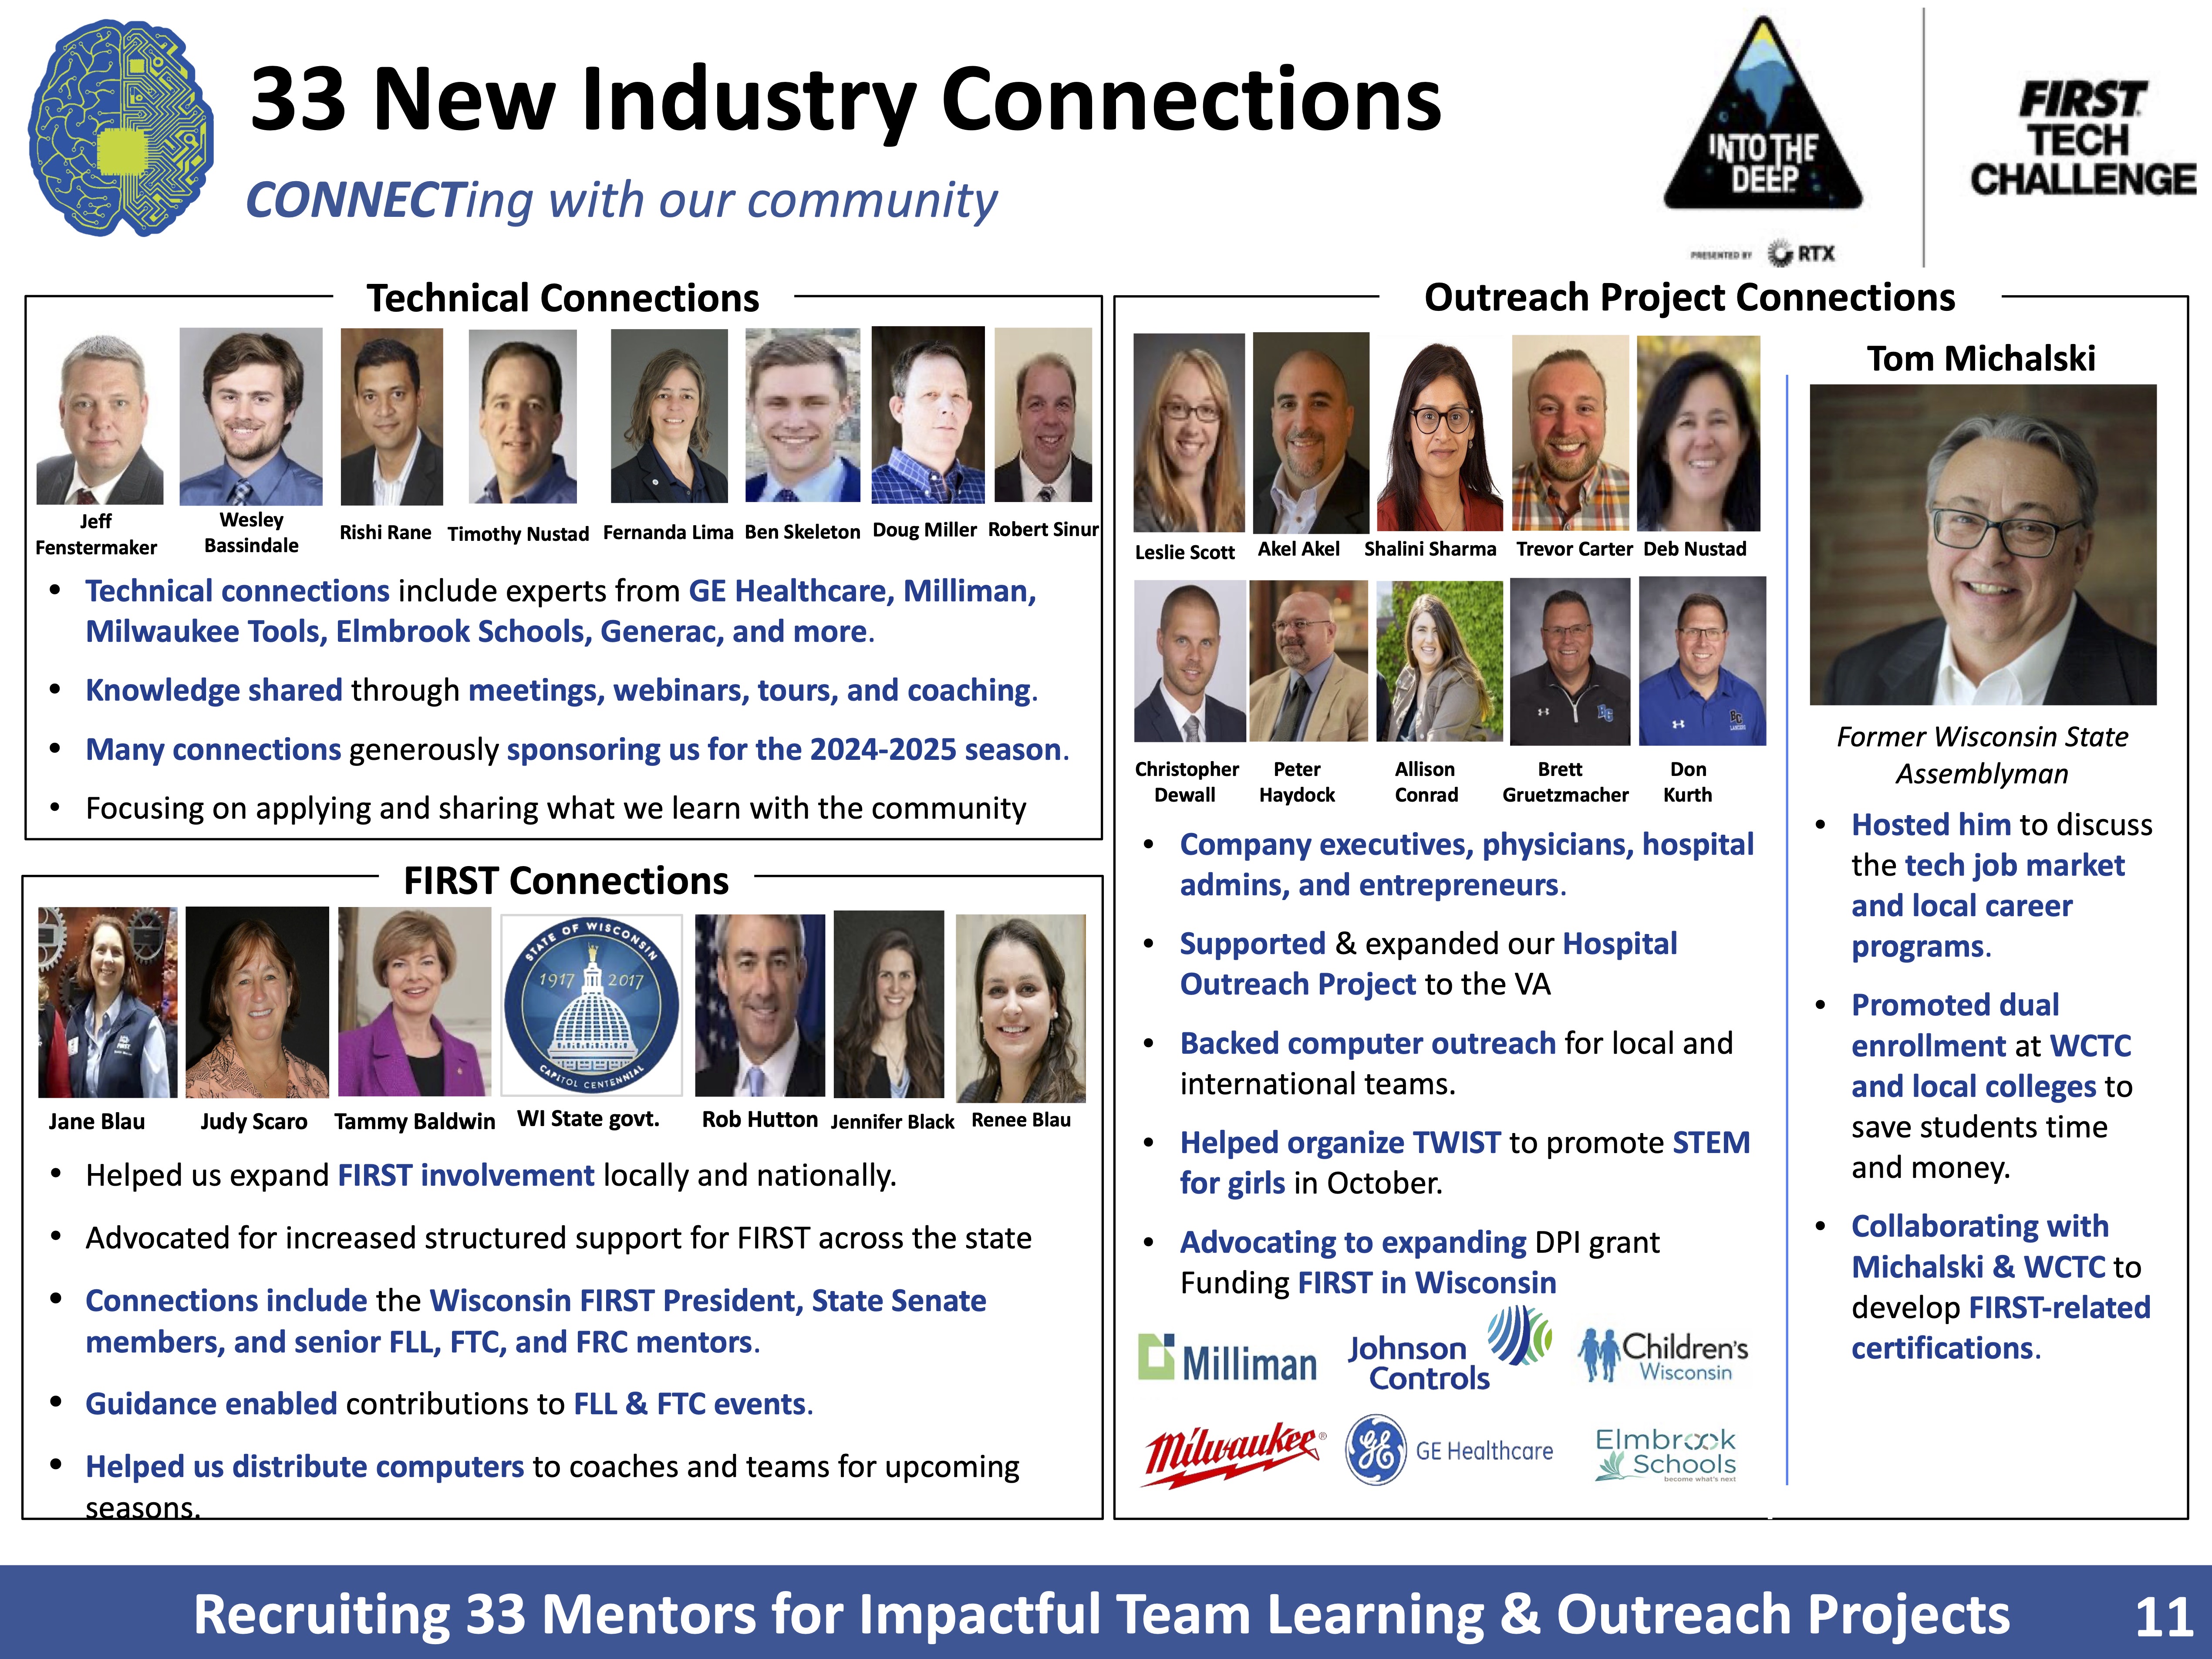 33 New Industry Connections
CONNECTing with our community
INTO THE
DEEP
PRESENTED BY RTX
FIRST
TECH
CHALLENGE
Technical Connections
Jeff
Fenstermaker
Wesley
Bassindale
Rishi Rane
Timothy Nustad
Fernanda Lima
Ben Skeleton
Doug Miller
Robert Sinur
• Technical connections include experts from GE Healthcare, Milliman,
Milwaukee Tools, Elmbrook Schools, Generac, and more.
• Knowledge shared through meetings, webinars, tours, and coaching.
• Many connections generously sponsoring us for the 2024-2025 season.
• Focusing on applying and sharing what we learn with the community
FIRST Connections
STATE OF WISCONSIN
1917 2017
CAPITOL CENTENNIAL
Jane Blau
Judy Scaro
Tammy Baldwin
WI State govt.
Rob Hutton
Jennifer Black
Renee Blau
• Helped us expand FIRST involvement locally and nationally.
• Advocated for increased structured support for FIRST across the state
• Connections include the Wisconsin FIRST President, State Senate
members, and senior FLL, FTC, and FRC mentors.
• Guidance enabled contributions to FLL & FTC events.
• Helped us distribute computers to coaches and teams for upcoming
seasons.
Outreach Project Connections
Leslie Scott
Akel Akel
Shalini Sharma
Trevor Carter
Deb Nustad
Christopher
Dewall
Peter
Haydock
Allison
Conrad
Brett
Gruetzmacher
Don
Kurth
• Company executives, physicians, hospital
admins, and entrepreneurs.
• Supported & expanded our Hospital
Outreach Project to the VA
• Backed computer outreach for local and
international teams.
• Helped organize TWIST to promote STEM
for girls in October.
• Advocating to expanding DPI grant
Funding FIRST in Wisconsin
Milliman
Johnson
Controls
Children's
Wisconsin
Milwaukee®
GE GE Healthcare
Elmbrook
Schools
become what's next
Tom Michalski
Former Wisconsin State
Assemblyman
• Hosted him to discuss
the tech job market
and local career
programs.
• Promoted dual
enrollment at WCTC
and local colleges to
save students time
and money.
• Collaborating with
Michalski & WCTC to
develop FIRST-related
certifications.
Recruiting 33 Mentors for Impactful Team Learning & Outreach Projects
11